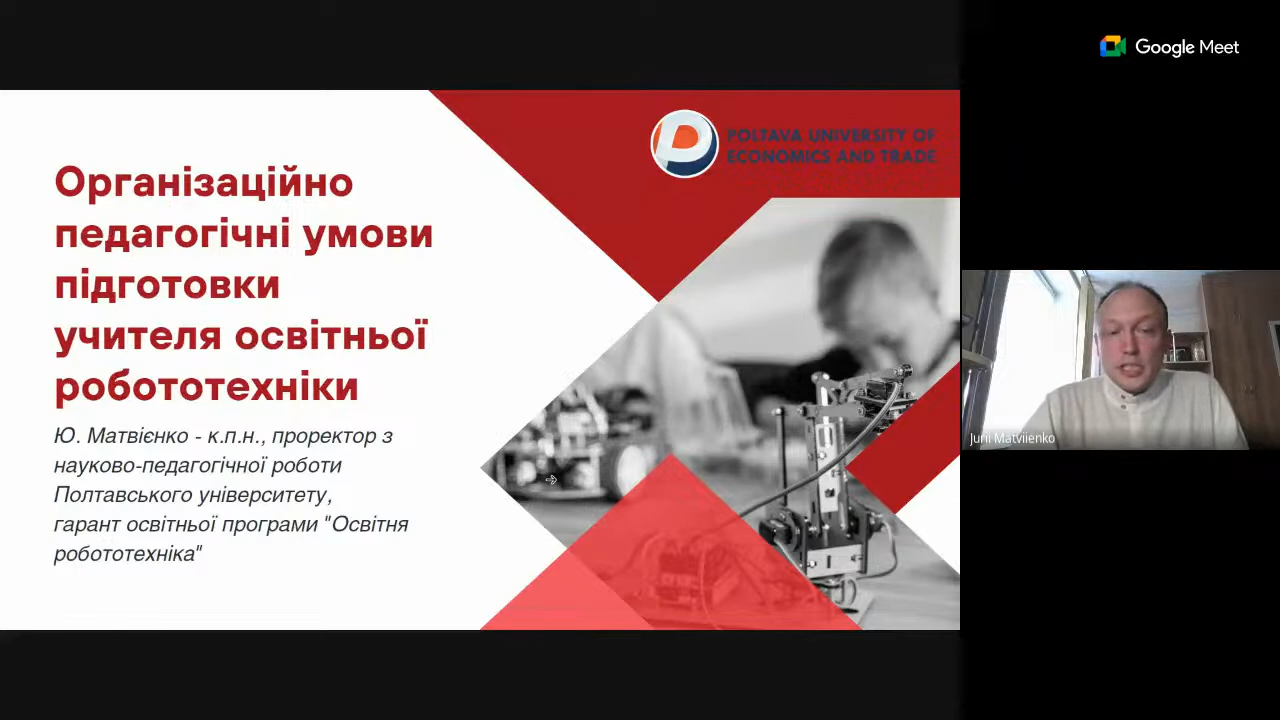 Google Meet
POLTAVA UNIVERSITY OF
ECONOMICS AND TRADE
Організаційно
педагогічні умови
підготовки
учителя освітньої
робототехніки
Ю. Матвієнко - к.п.н., проректор з
науково-педагогічної роботи
Полтавського університету,
гарант освітньої програми "Освітня
робототехніка"
Jurii Matviienko